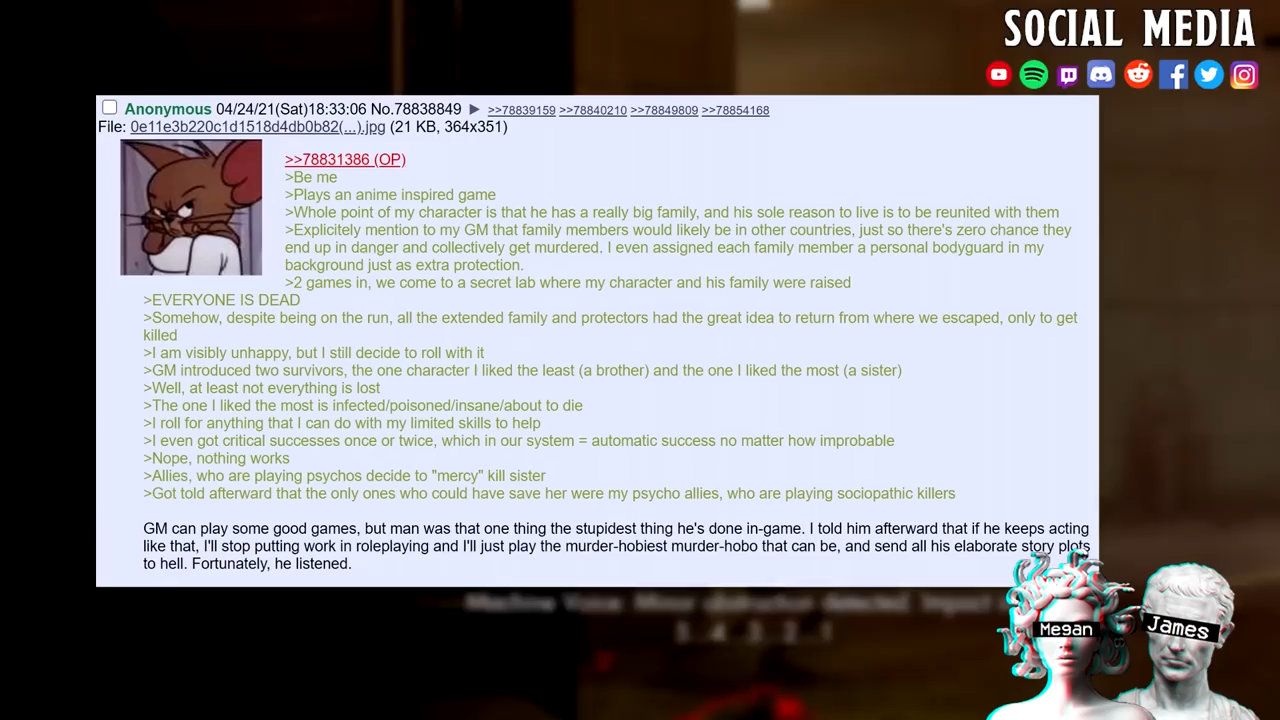 SOCIAL MEDIA
Anonymous 04/24/21(Sat)18:33:06 No.78838849 ▶ >>78839159 >>78840210 >>78849809 >>78854168
File: 0e11e3b220c1d1518d4db0b82(...).jpg (21 KB, 364x351)
>>78831386 (OP)
>Be me
>Plays an anime inspired game
>Whole point of my character is that he has a really big family, and his sole reason to live is to be reunited with them
>Explicitely mention to my GM that family members would likely be in other countries, just so there's zero chance they
end up in danger and collectively get murdered. I even assigned each family member a personal bodyguard in my
background just as extra protection.
>2 games in, we come to a secret lab where my character and his family were raised
>EVERYONE IS DEAD
>Somehow, despite being on the run, all the extended family and protectors had the great idea to return from where we escaped, only to get
killed
>I am visibly unhappy, but I still decide to roll with it
>GM introduced two survivors, the one character I liked the least (a brother) and the one I liked the most (a sister)
>Well, at least not everything is lost
>The one I liked the most is infected/poisoned/insane/about to die
>I roll for anything that I can do with my limited skills to help
>I even got critical successes once or twice, which in our system = automatic success no matter how improbable
>Nope, nothing works
>Allies, who are playing psychos decide to "mercy" kill sister
>Got told afterward that the only ones who could have save her were my psycho allies, who are playing sociopathic killers
GM can play some good games, but man was that one thing the stupidest thing he's done in-game. I told him afterward that if he keeps acting
like that, I'll stop putting work in roleplaying and I'll just play the murder-hobiest murder-hobo that can be, and send all his elaborate story plots
to hell. Fortunately, he listened.
Machine Voice: Minor obstruction detected. Impact
5 . 4 . 3 . 2 . 1
Megan
James